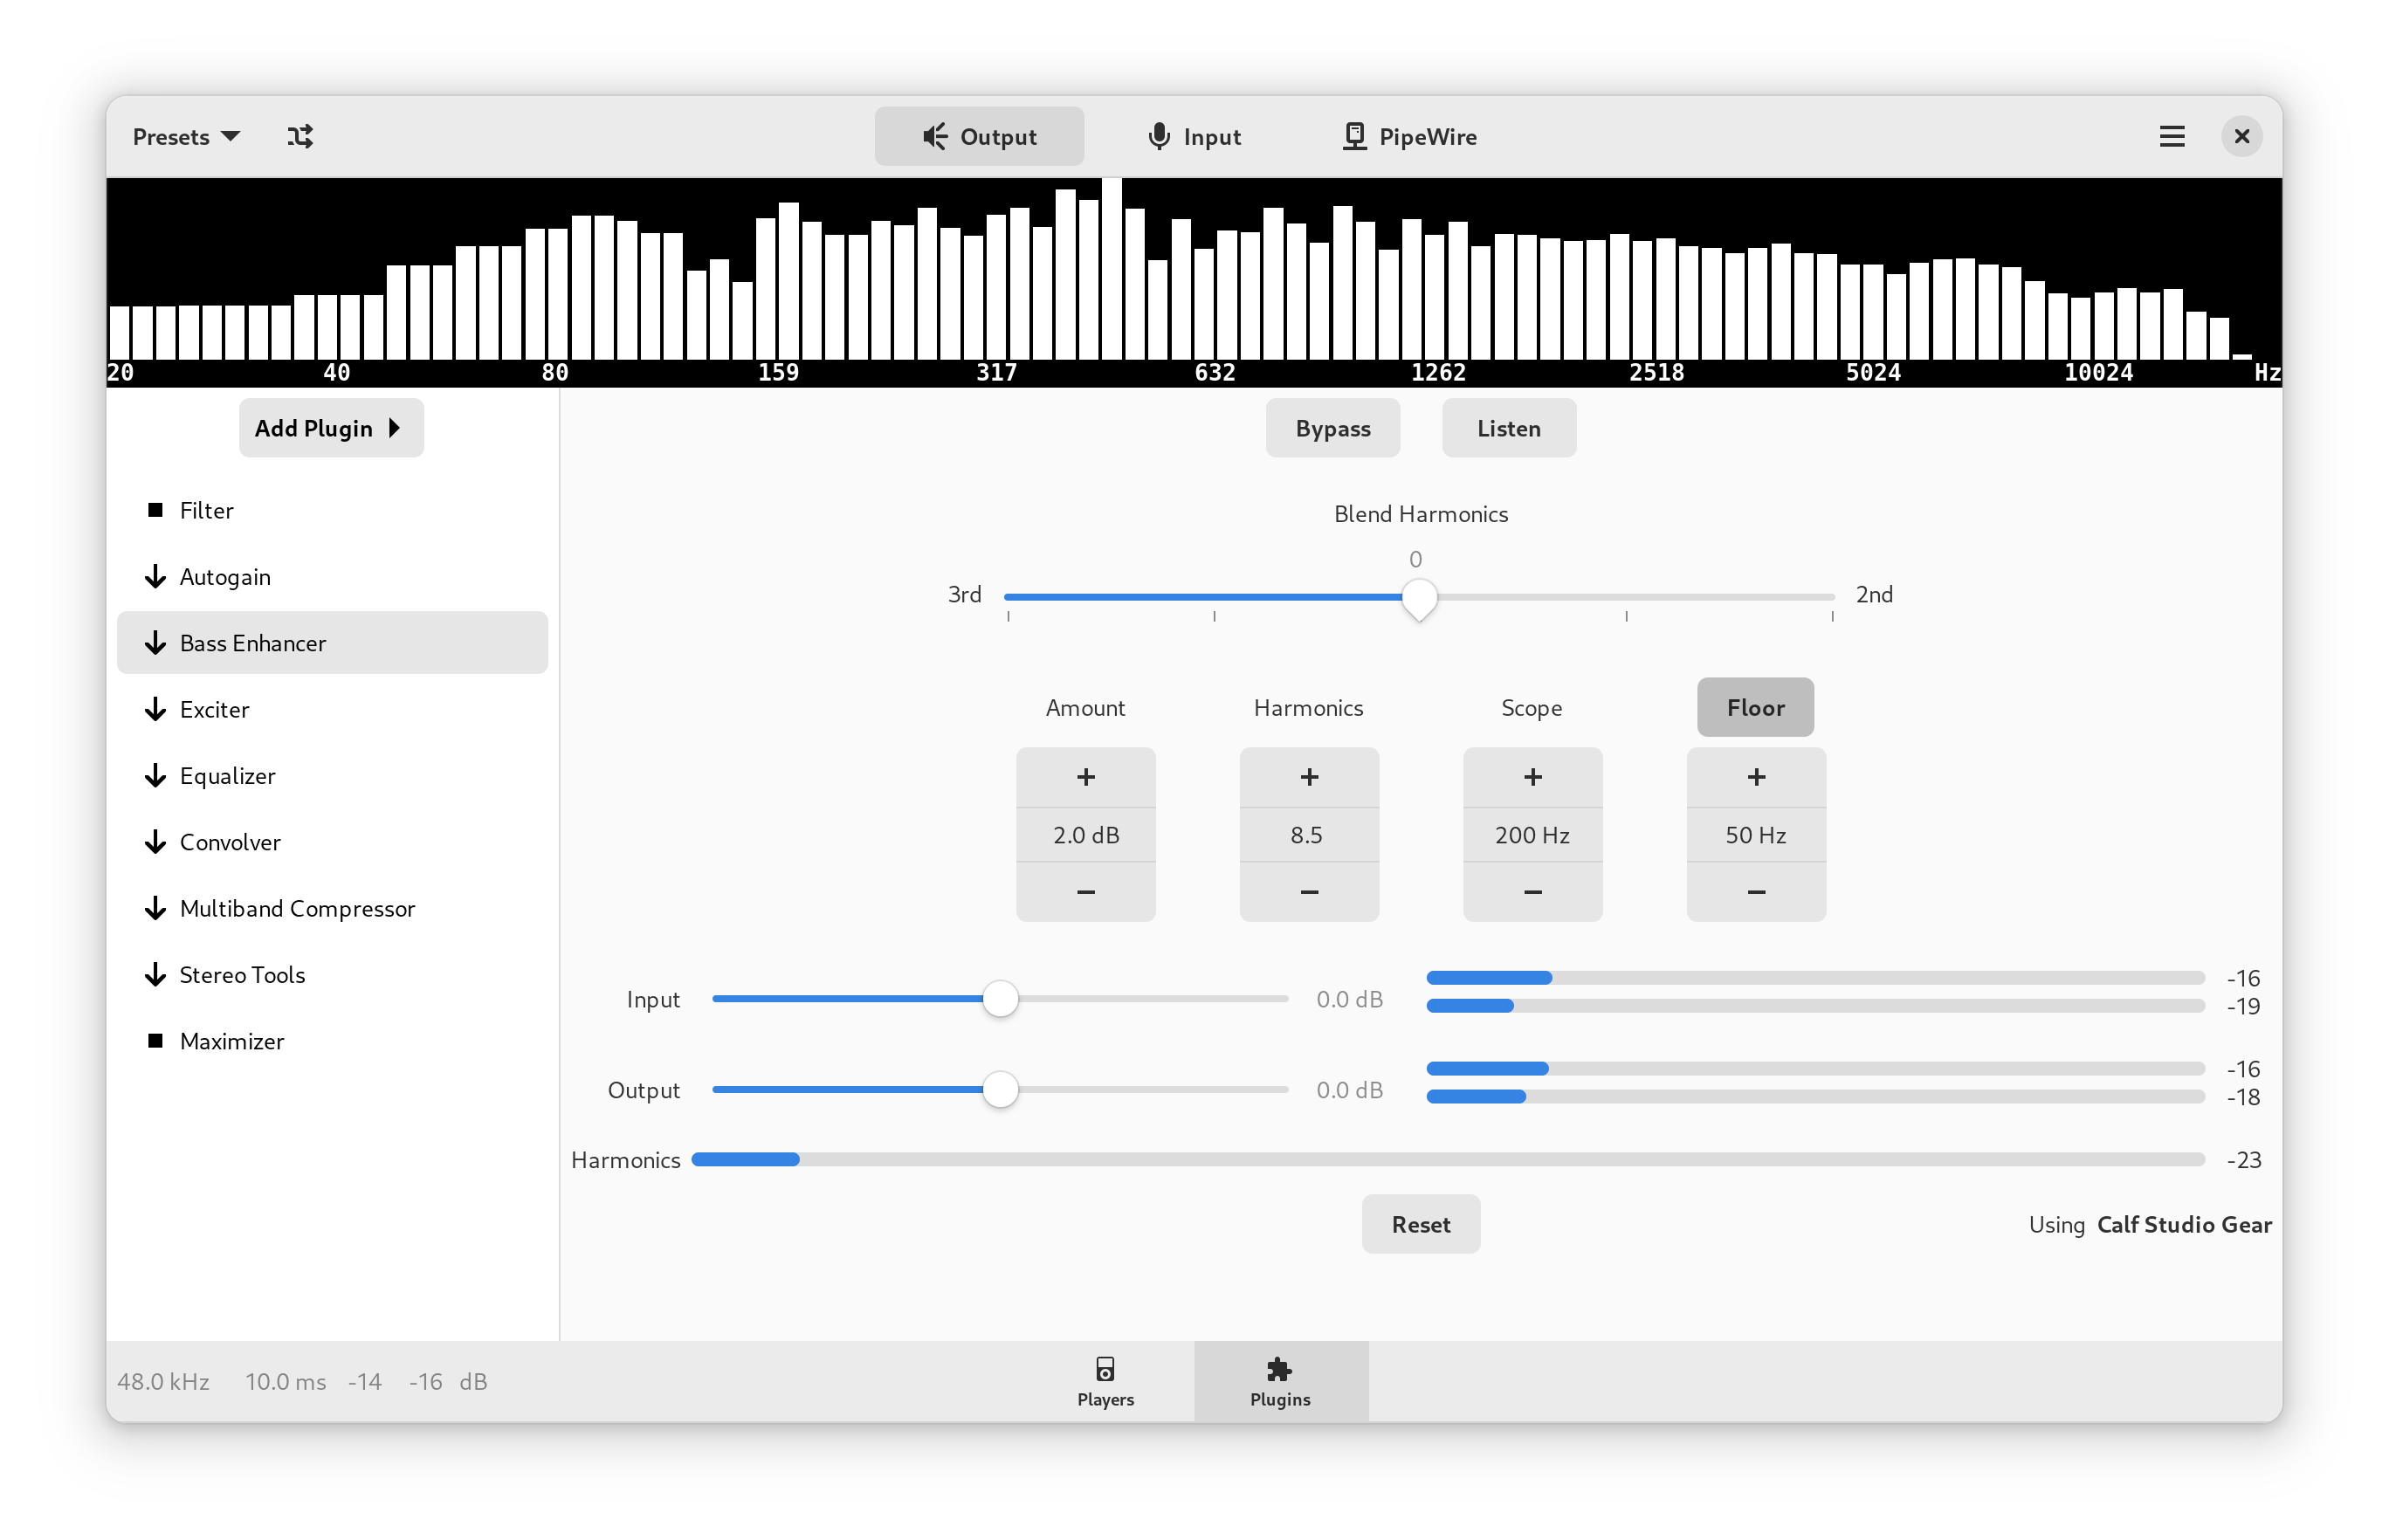 Presets Output Input PipeWire
20 40 80 159 317 632 1262 2518 5024 10024 Hz
Add Plugin
Filter
Autogain
Bass Enhancer
Exciter
Equalizer
Convolver
Multiband Compressor
Stereo Tools
Maximizer
Bypass Listen
Blend Harmonics
0
3rd 2nd
Amount Harmonics Scope Floor
+ + + +
2.0 dB 8.5 200 Hz 50 Hz
− − − −
Input 0.0 dB -16
-19
Output 0.0 dB -16
-18
Harmonics -23
Reset Using Calf Studio Gear
48.0 kHz 10.0 ms -14 -16 dB
Players Plugins